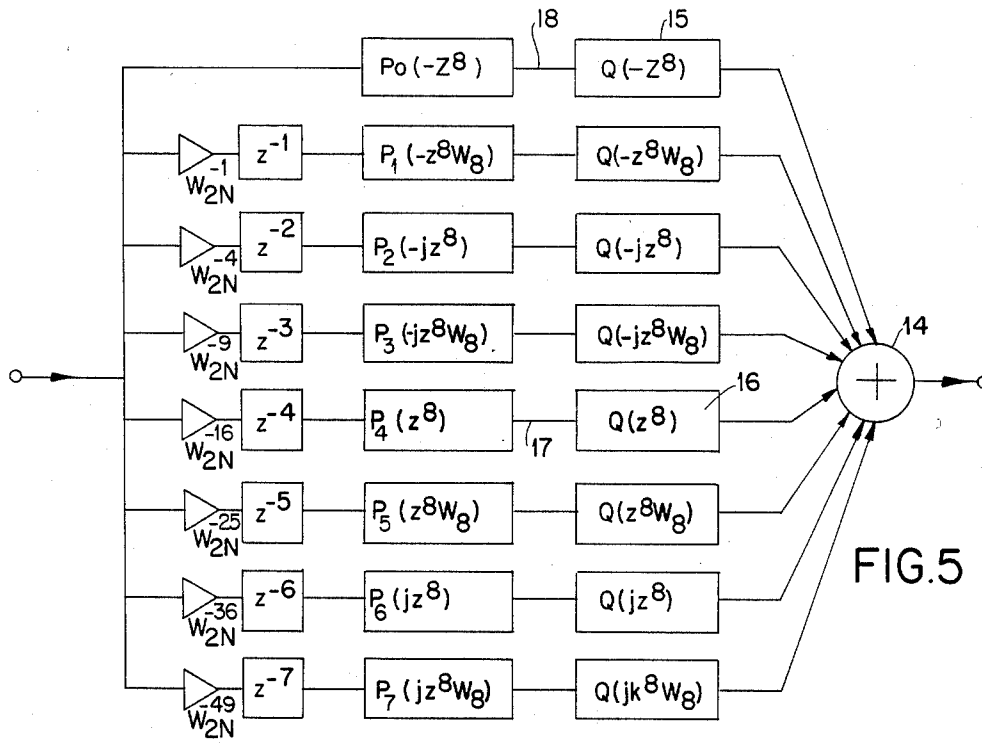 18 15
Po(-Z⁸) Q(-Z⁸)
z⁻¹ P₁(-z⁸W₈) Q(-z⁸W₈)
W₂N⁻¹
z⁻² P₂(-jz⁸) Q(-jz⁸)
W₂N⁻⁴
z⁻³ P₃(-jz⁸W₈) Q(-jz⁸W₈) 14
W₂N⁻⁹
+
16
z⁻⁴ P₄(z⁸) Q(z⁸)
W₂N⁻¹⁶ 17
z⁻⁵ P₅(z⁸W₈) Q(z⁸W₈)
W₂N⁻²⁵
FIG.5
z⁻⁶ P₆(jz⁸) Q(jz⁸)
W₂N⁻³⁶
z⁻⁷ P₇(jz⁸W₈) Q(jk⁸W₈)
W₂N⁻⁴⁹